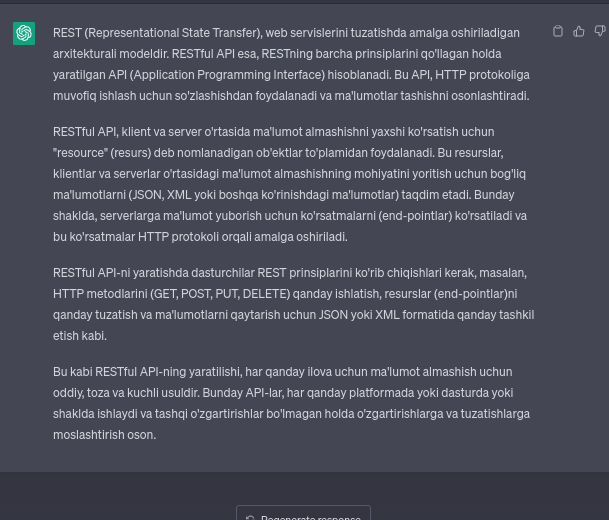 REST (Representational State Transfer), web servislerini tuzatishda amalga oshiriladigan
arxitekturali modeldir. RESTful API esa, RESTning barcha prinsiplarini qo'llagan holda
yaratilgan API (Application Programming Interface) hisoblanadi. Bu API, HTTP protokoliga
muvofiq ishlash uchun so'zlashishdan foydalanadi va ma'lumotlar tashishni osonlashtiradi.
RESTful API, klient va server o'rtasida ma'lumot almashishni yaxshi ko'rsatish uchun
"resource" (resurs) deb nomlanadigan ob'ektlar to'plamidan foydalanadi. Bu resurslar,
klientlar va serverlar o'rtasidagi ma'lumot almashishning mohiyatini yoritish uchun bog'liq
ma'lumotlarni (JSON, XML yoki boshqa ko'rinishdagi ma'lumotlar) taqdim etadi. Bunday
shaklda, serverlarga ma'lumot yuborish uchun ko'rsatmalarni (end-pointlar) ko'rsatiladi va
bu ko'rsatmalar HTTP protokoli orqali amalga oshiriladi.
RESTful API-ni yaratishda dasturchilar REST prinsiplarini ko'rib chiqishlari kerak, masalan,
HTTP metodlarini (GET, POST, PUT, DELETE) qanday ishlatish, resurslar (end-pointlar)ni
qanday tuzatish va ma'lumotlarni qaytarish uchun JSON yoki XML formatida qanday tashkil
etish kabi.
Bu kabi RESTful API-ning yaratilishi, har qanday ilova uchun ma'lumot almashish uchun
oddiy, toza va kuchli usuldir. Bunday API-lar, har qanday platformada yoki dasturda yoki
shaklda ishlaydi va tashqi o'zgartirishlar bo'lmagan holda o'zgartirishlarga va tuzatishlarga
moslashtirish oson.
Regenerate response